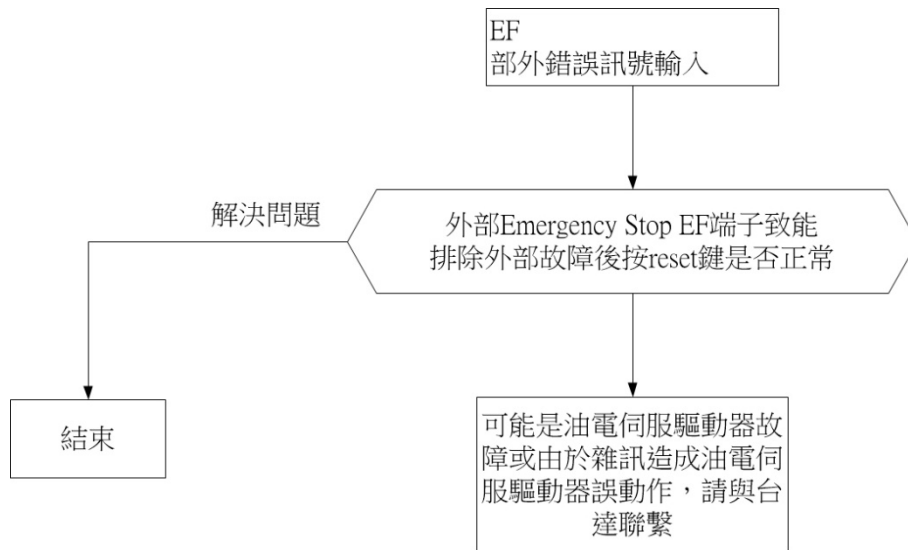 EF
部外錯誤訊號輸入
解決問題
外部Emergency Stop EF端子致能
排除外部故障後按reset鍵是否正常
結束
可能是油電伺服驅動器故
障或由於雜訊造成油電伺
服驅動器誤動作，請與台
達聯繫